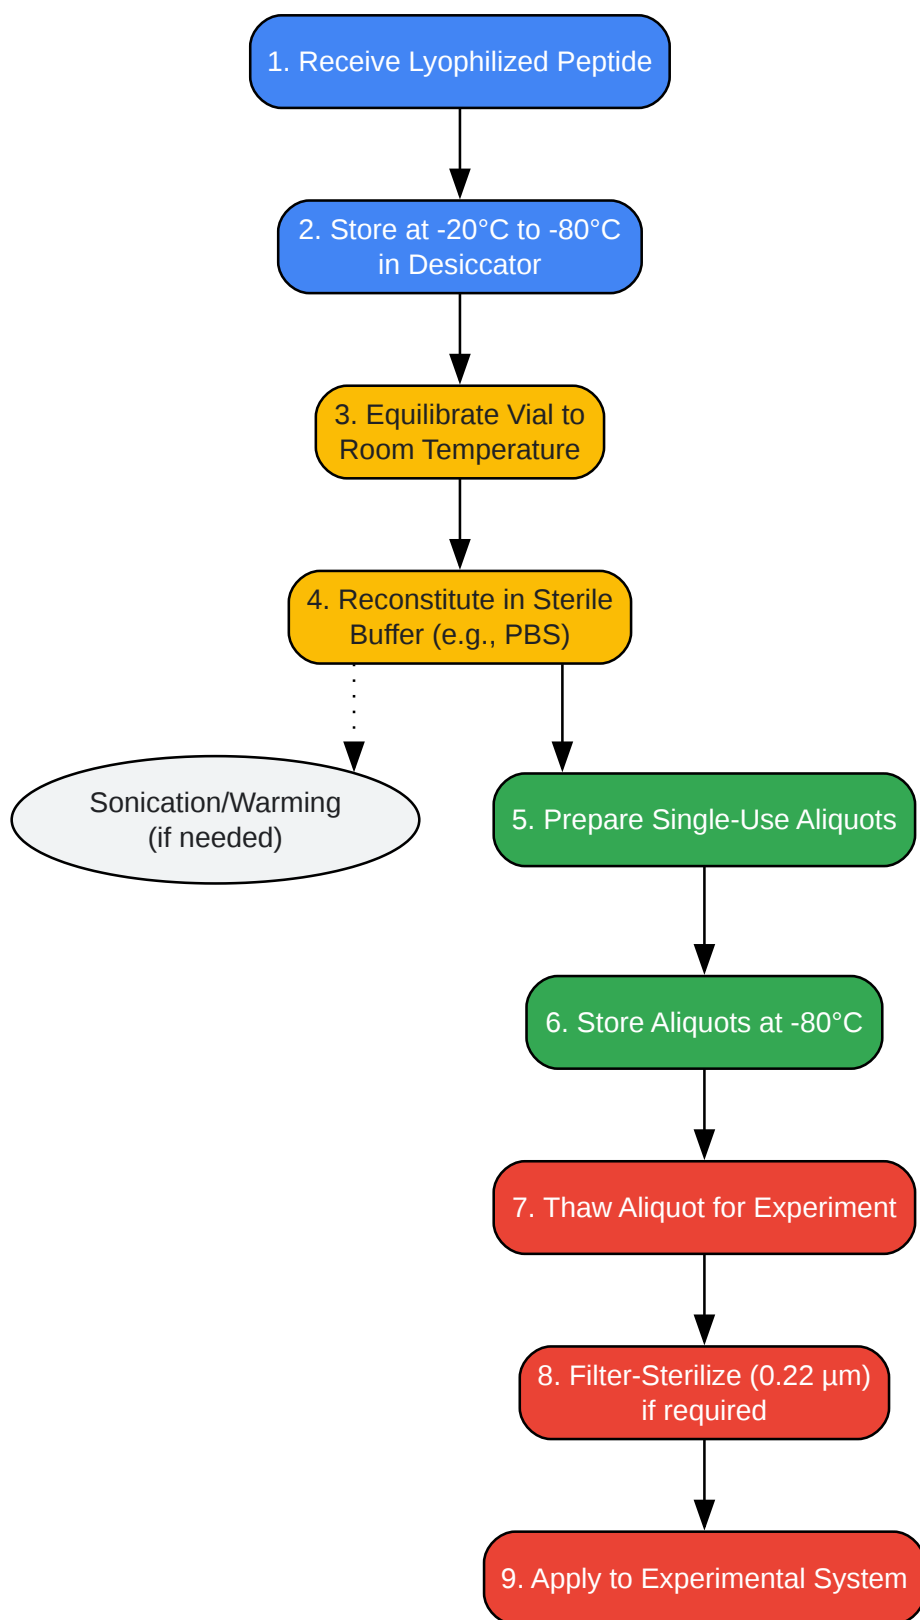 1. Receive Lyophilized Peptide
2. Store at -20°C to -80°C
in Desiccator
3. Equilibrate Vial to
Room Temperature
4. Reconstitute in Sterile
Buffer (e.g., PBS)
Sonication/Warming
(if needed)
5. Prepare Single-Use Aliquots
6. Store Aliquots at -80°C
7. Thaw Aliquot for Experiment
8. Filter-Sterilize (0.22 µm)
if required
9. Apply to Experimental System